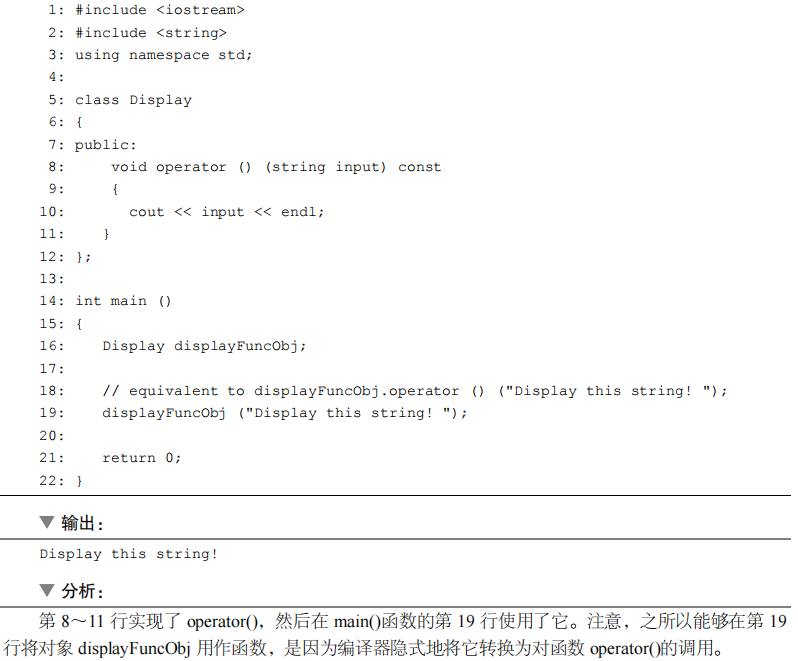 1: #include <iostream>
2: #include <string>
3: using namespace std;
4:
5: class Display
6: {
7: public:
8:     void operator () (string input) const
9:     {
10:       cout << input << endl;
11:    }
12: };
13:
14: int main ()
15: {
16:    Display displayFuncObj;
17:
18:    // equivalent to displayFuncObj.operator () ("Display this string! ");
19:    displayFuncObj ("Display this string! ");
20:
21:    return 0;
22: }
▼ 输出：
Display this string!
▼ 分析：
第 8～11 行实现了 operator()，然后在 main()函数的第 19 行使用了它。注意，之所以能够在第 19
行将对象 displayFuncObj 用作函数，是因为编译器隐式地将它转换为对函数 operator()的调用。